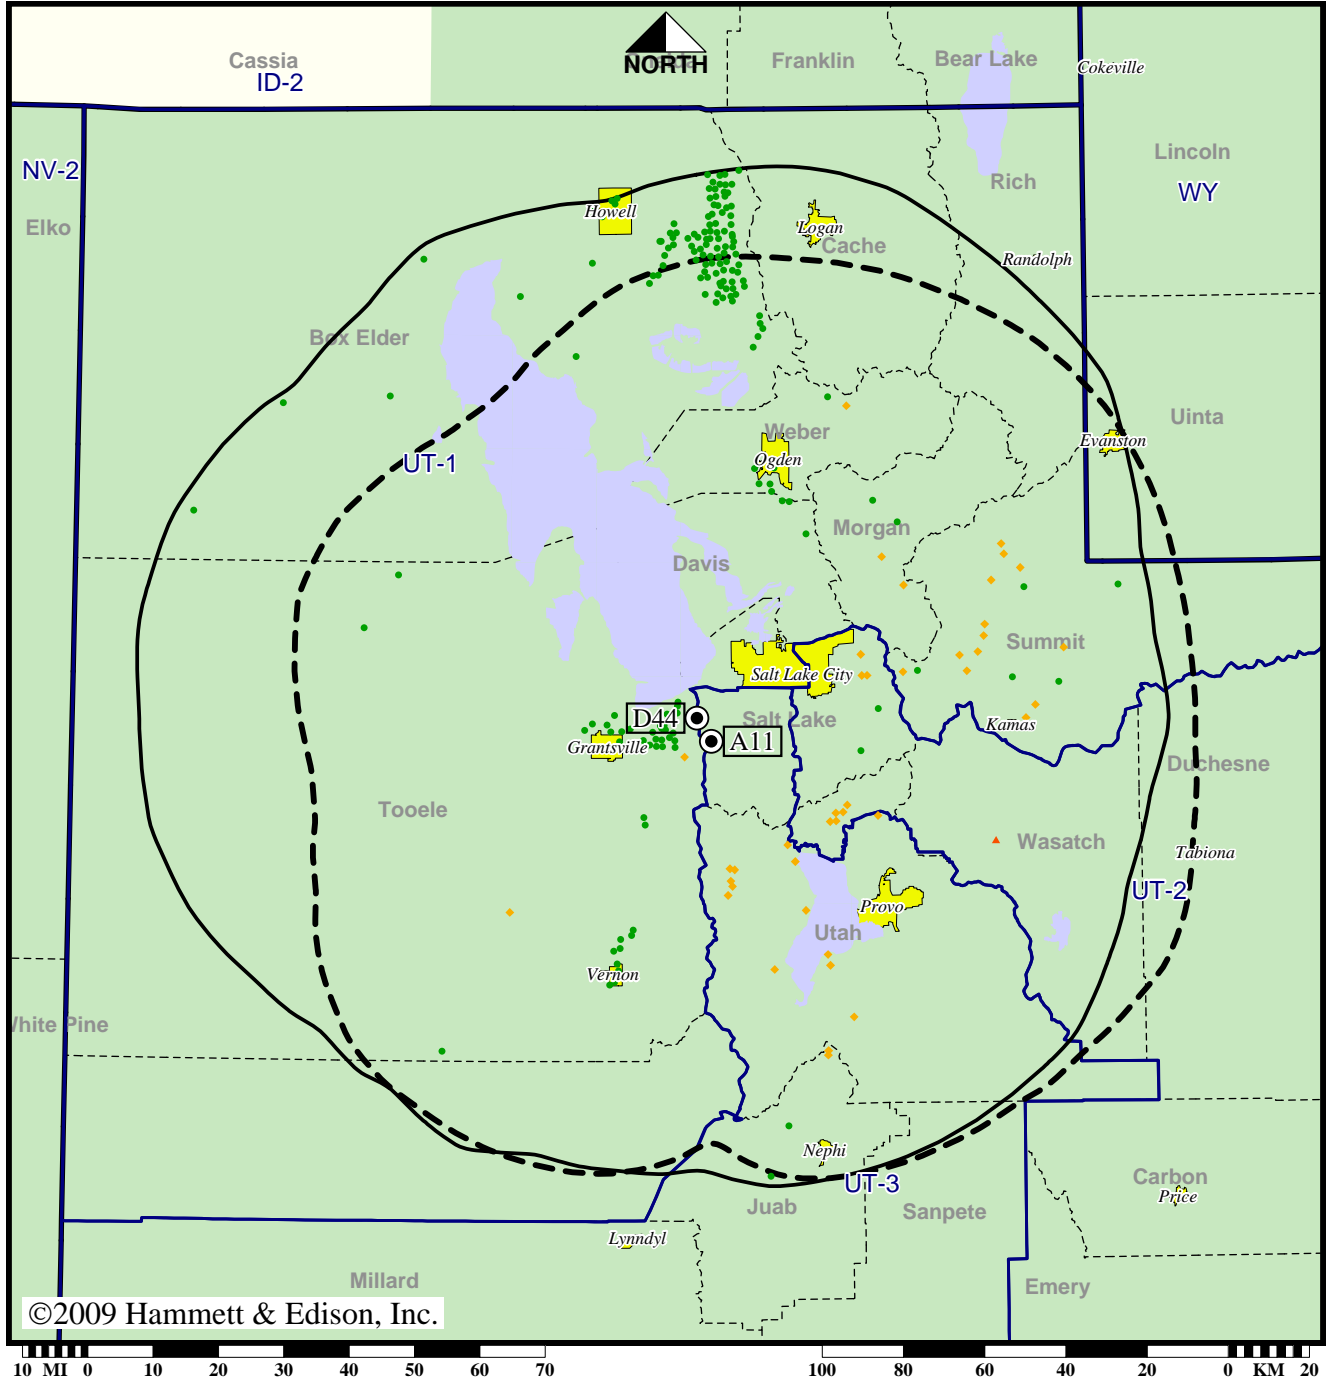 Cassia
ID-2
NORTH
Franklin
Bear Lake
Cokeville
Lincoln
WY
NV-2
Elko
Rich
Howell
Logan
Cache
Randolph
Box Elder
Uinta
Weber
Evanston
Ogden
UT-1
Morgan
Davis
Summit
Salt Lake City
D44
Salt Lake
Kamas
A11
Grantsville
Duchesne
Tooele
Wasatch
Tabiona
UT-2
Provo
Utah
Vernon
White Pine
Nephi
UT-3
Carbon
Price
Juab
Sanpete
Lynndyl
Millard
Emery
©2009 Hammett & Edison, Inc.
10 MI 0 10 20 30 40 50 60 70 100 80 60 40 20 0 KM 20